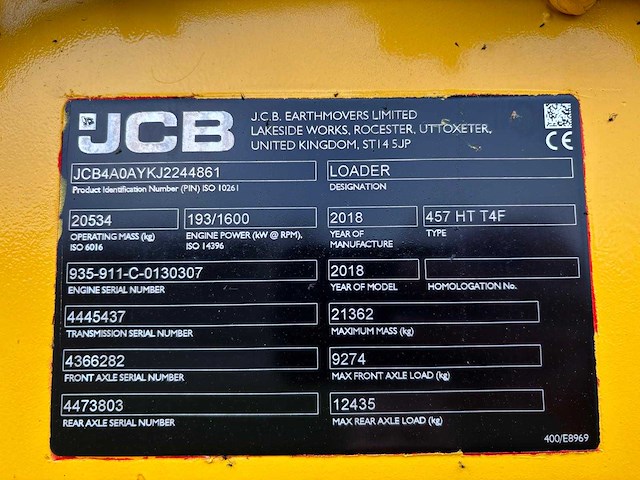 JCB
J.C.B. EARTHMOVERS LIMITED
LAKESIDE WORKS, ROCESTER, UTTOXETER,
UNITED KINGDOM, ST14 5JP
CE
JCB4A0AYKJ2244861
Product Identification Number (PIN) ISO 10261
LOADER
DESIGNATION
20534
OPERATING MASS (kg)
ISO 6016
193/1600
ENGINE POWER (kW @ RPM).
ISO 14396
2018
YEAR OF
MANUFACTURE
457 HT T4F
TYPE
935-911-C-0130307
ENGINE SERIAL NUMBER
2018
YEAR OF MODEL
HOMOLOGATION No.
4445437
TRANSMISSION SERIAL NUMBER
21362
MAXIMUM MASS (kg)
4366282
FRONT AXLE SERIAL NUMBER
9274
MAX FRONT AXLE LOAD (kg)
4473803
REAR AXLE SERIAL NUMBER
12435
MAX REAR AXLE LOAD (kg)
400/E8969